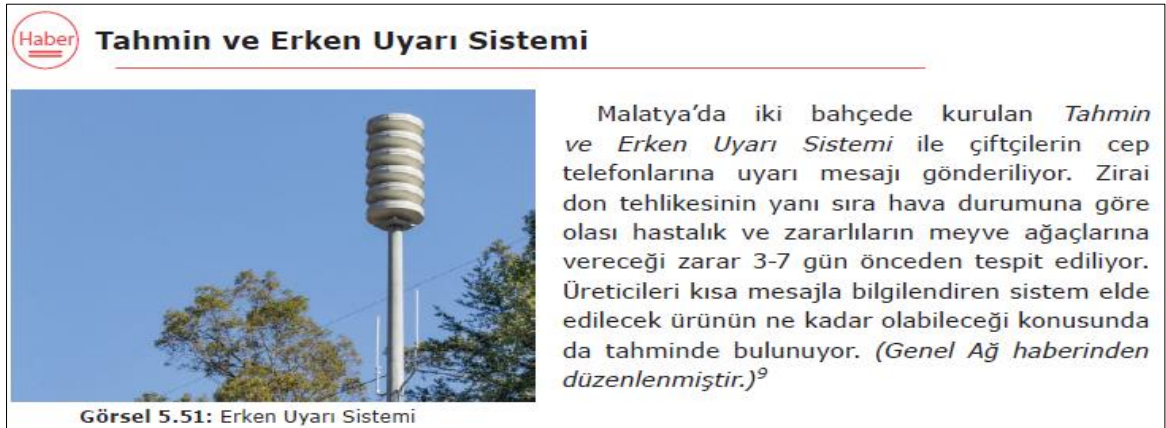 Haber
Tahmin ve Erken Uyarı Sistemi
Malatya’da iki bahçede kurulan Tahmin
ve Erken Uyarı Sistemi ile çiftçilerin cep
telefonlarına uyarı mesajı gönderiliyor. Zirai
don tehlikesinin yanı sıra hava durumuna göre
olası hastalık ve zararlıların meyve ağaçlarına
vereceği zarar 3-7 gün önceden tespit ediliyor.
Üreticileri kısa mesajla bilgilendiren sistem elde
edilecek ürünün ne kadar olabileceği konusunda
da tahminde bulunuyor. (Genel Ağ haberinden
düzenlenmiştir.)⁹
Görsel 5.51: Erken Uyarı Sistemi